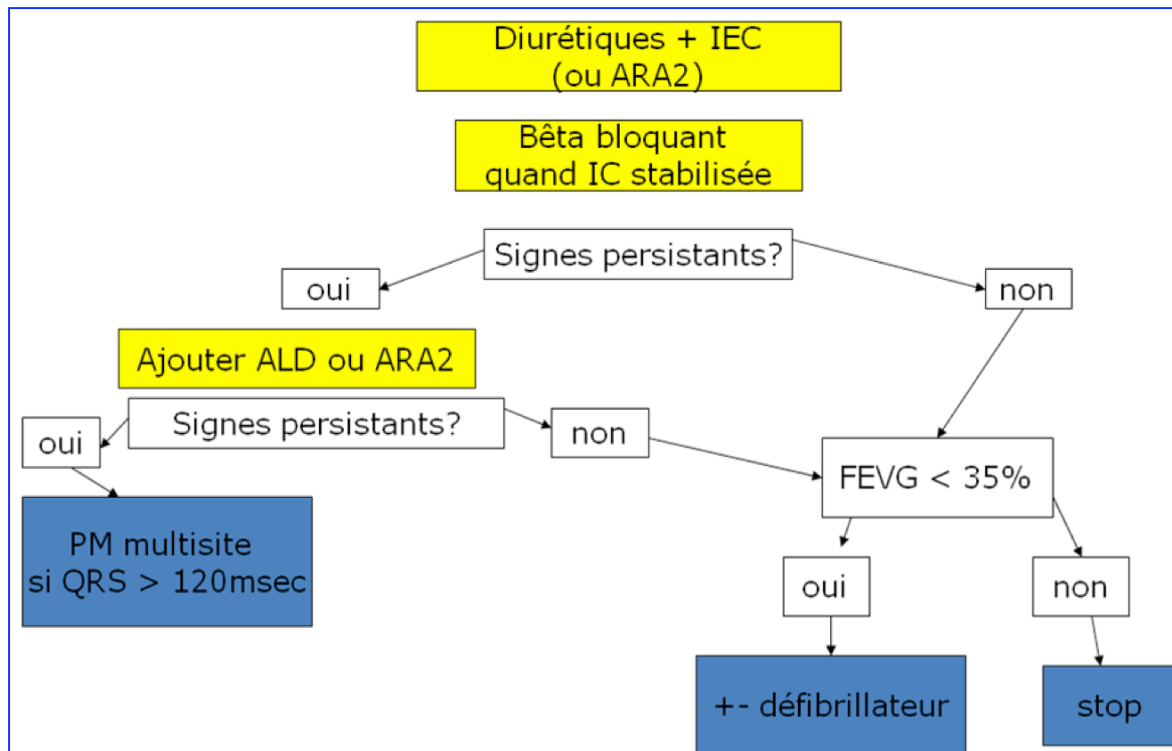 Diurétiques + IEC
(ou ARA2)
Bêta bloquant
quand IC stabilisée
Signes persistants?
oui
non
Ajouter ALD ou ARA2
Signes persistants?
oui
non
FEVG < 35%
PM multisite
si QRS > 120msec
oui
non
+- défibrillateur
stop